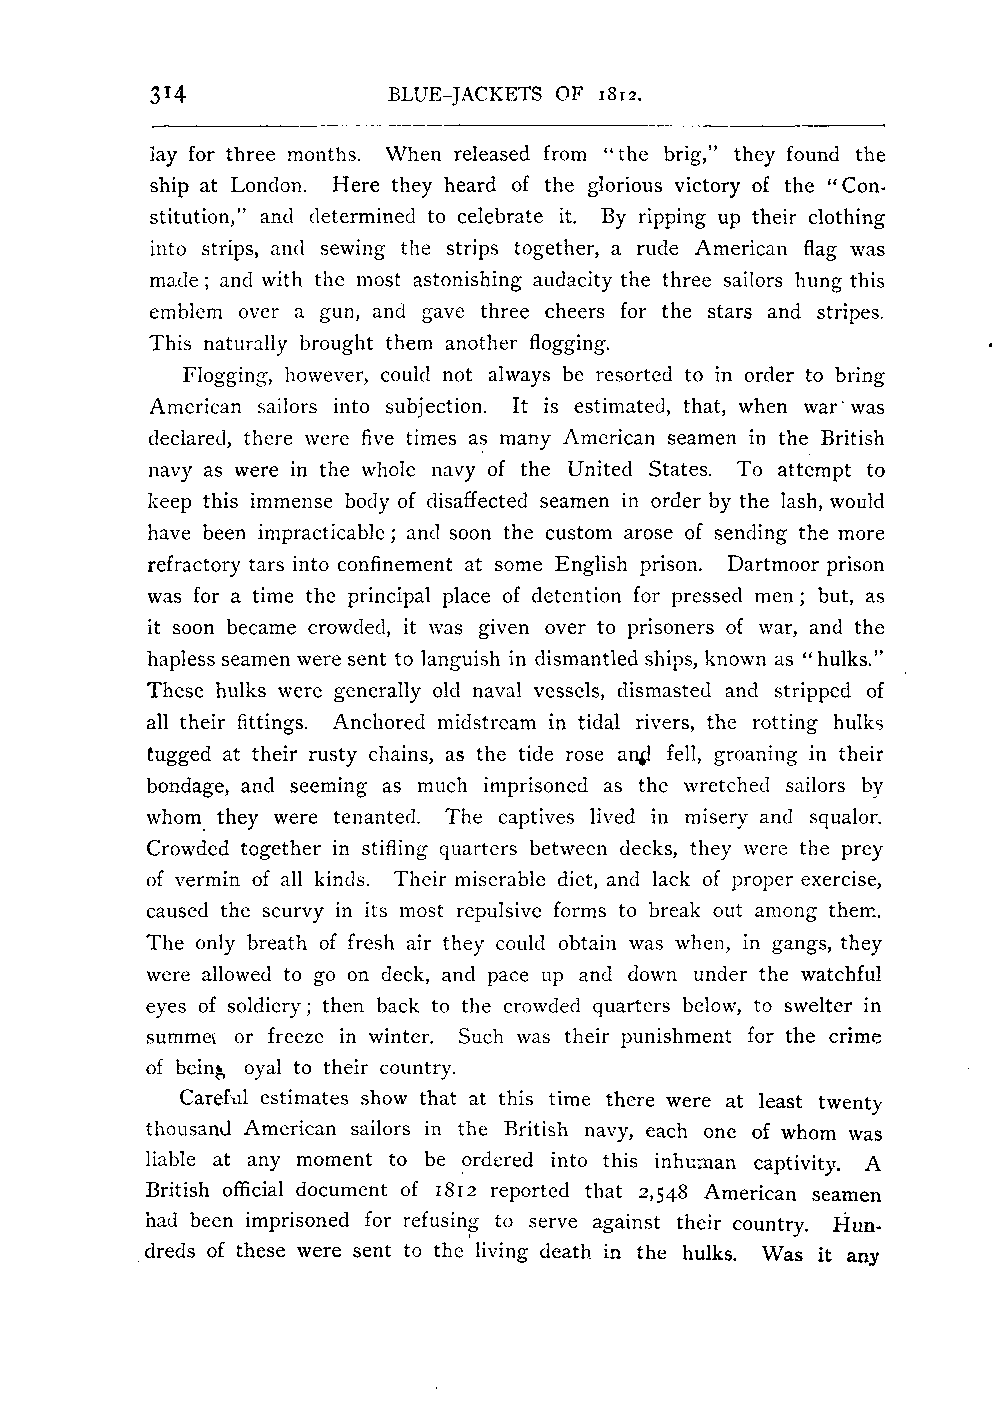 314 BLUE-JACKETS OF 1812.
lay for three months. When released from “the brig,” they found the
ship at London. Here they heard of the glorious victory of the “Con-
stitution,” and determined to celebrate it. By ripping up their clothing
into strips, and sewing the strips together, a rude American flag was
made; and with the most astonishing audacity the three sailors hung this
emblem over a gun, and gave three cheers for the stars and stripes.
This naturally brought them another flogging.
Flogging, however, could not always be resorted to in order to bring
American sailors into subjection. It is estimated, that, when war was
declared, there were five times as many American seamen in the British
navy as were in the whole navy of the United States. To attempt to
keep this immense body of disaffected seamen in order by the lash, would
have been impracticable; and soon the custom arose of sending the more
refractory tars into confinement at some English prison. Dartmoor prison
was for a time the principal place of detention for pressed men; but, as
it soon became crowded, it was given over to prisoners of war, and the
hapless seamen were sent to languish in dismantled ships, known as “hulks.”
These hulks were generally old naval vessels, dismasted and stripped of
all their fittings. Anchored midstream in tidal rivers, the rotting hulks
tugged at their rusty chains, as the tide rose and fell, groaning in their
bondage, and seeming as much imprisoned as the wretched sailors by
whom they were tenanted. The captives lived in misery and squalor.
Crowded together in stifling quarters between decks, they were the prey
of vermin of all kinds. Their miserable diet, and lack of proper exercise,
caused the scurvy in its most repulsive forms to break out among them.
The only breath of fresh air they could obtain was when, in gangs, they
were allowed to go on deck, and pace up and down under the watchful
eyes of soldiery; then back to the crowded quarters below, to swelter in
summer or freeze in winter. Such was their punishment for the crime
of being oyal to their country.
Careful estimates show that at this time there were at least twenty
thousand American sailors in the British navy, each one of whom was
liable at any moment to be ordered into this inhuman captivity. A
British official document of 1812 reported that 2,548 American seamen
had been imprisoned for refusing to serve against their country. Hun-
dreds of these were sent to the living death in the hulks. Was it any